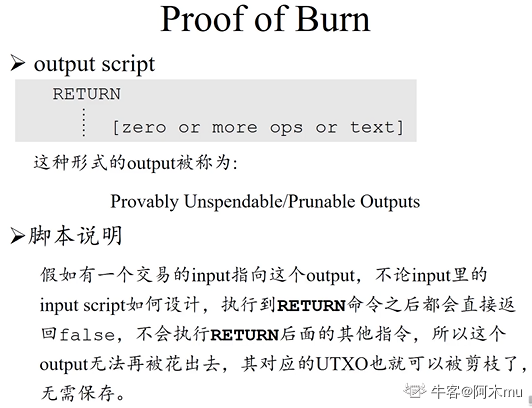 Proof of Burn
➢ output script
RETURN
[zero or more ops or text]
这种形式的output被称为：
Provably Unspendable/Prunable Outputs
➢脚本说明
假如有一个交易的input指向这个output，不论input里的
input script如何设计，执行到RETURN命令之后都会直接返
回false，不会执行RETURN后面的其他指令，所以这个
output无法再被花出去，其对应的UTXO也就可以被剪枝了，
无需保存。
牛客@阿木mu